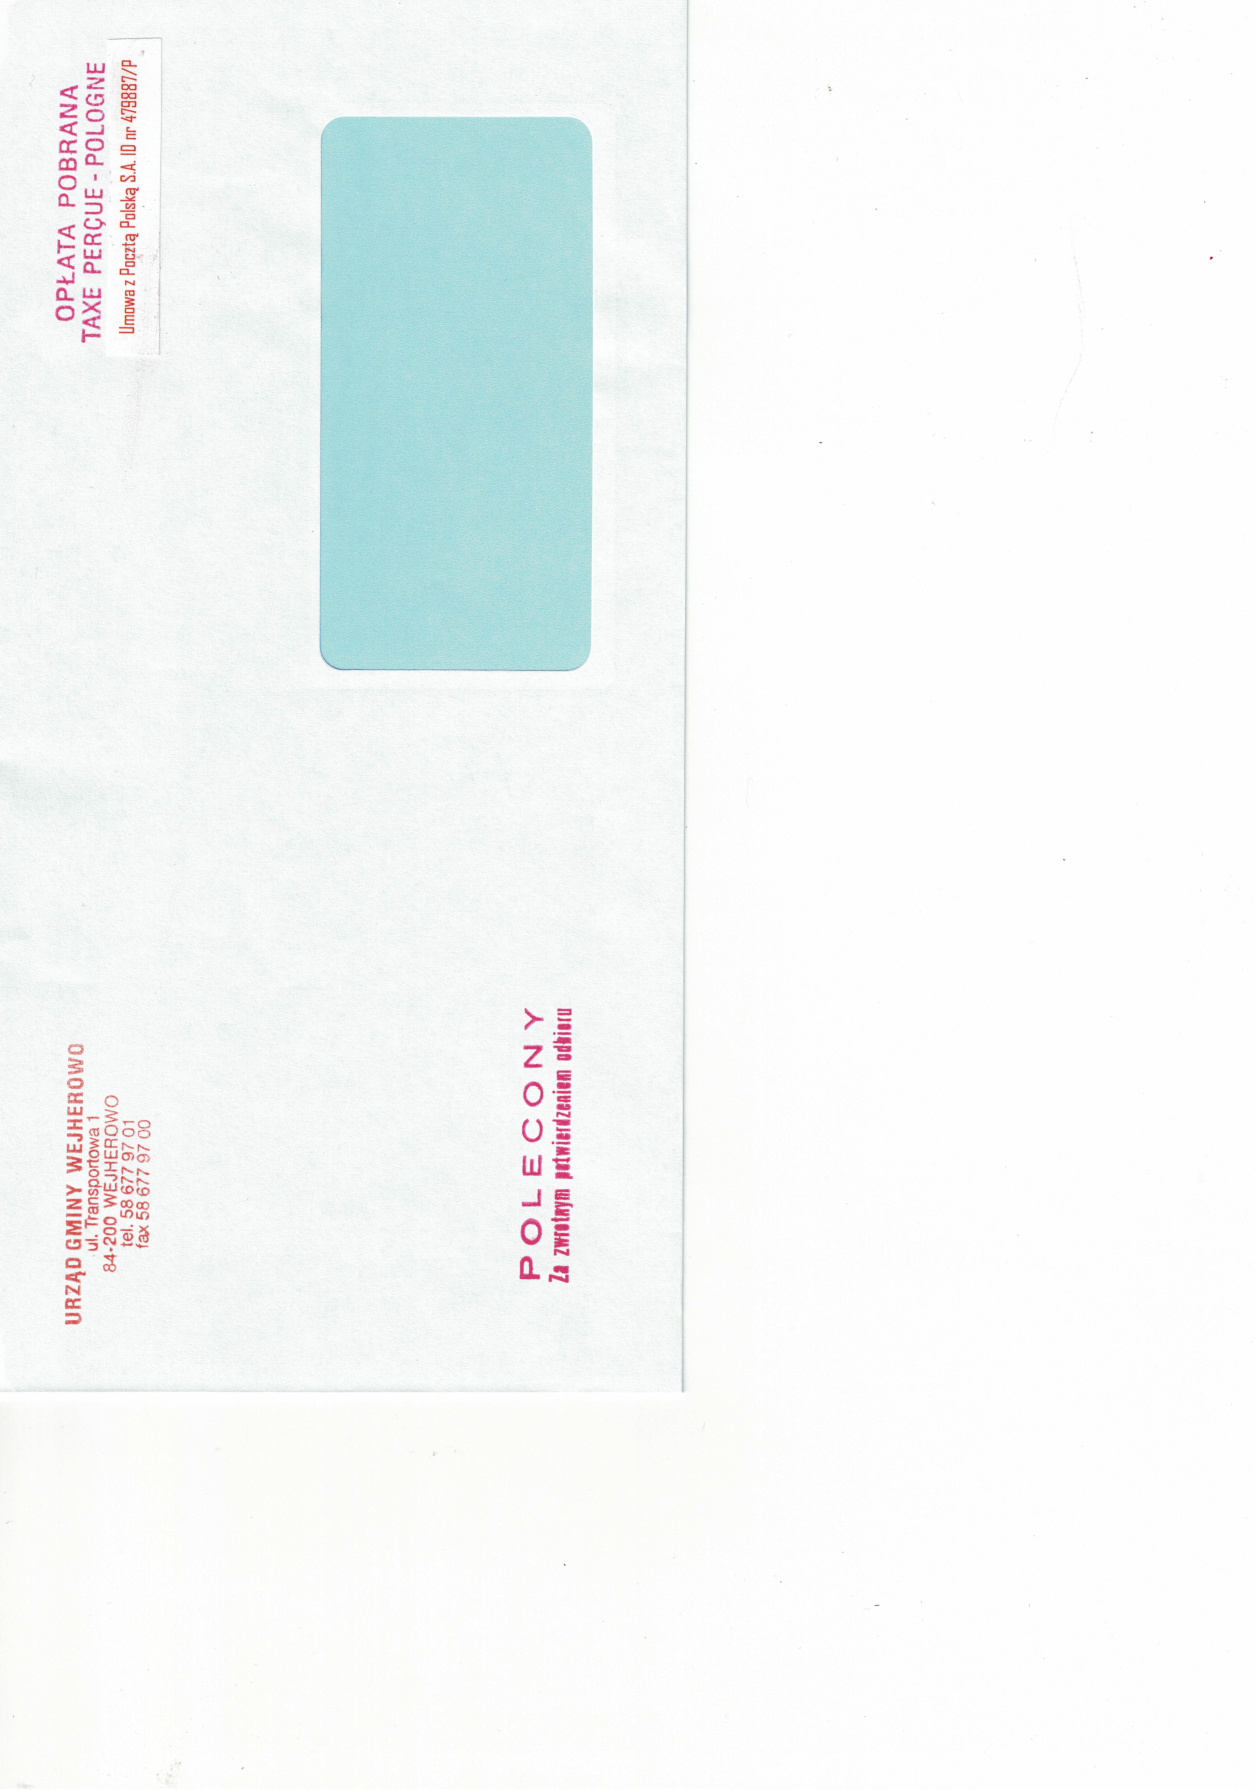 URZĄD GMINY WEJHEROWO
ul. Transportowa 1
84-200 WEJHEROWO
tel. 58 677 97 01
fax 58 677 97 00
OPŁATA POBRANA
TAXE PERÇUE - POLOGNE
Umowa z Pocztą Polską S.A. ID nr 479887/P
POLECONY
Za zwrotnym potwierdzeniem odbioru